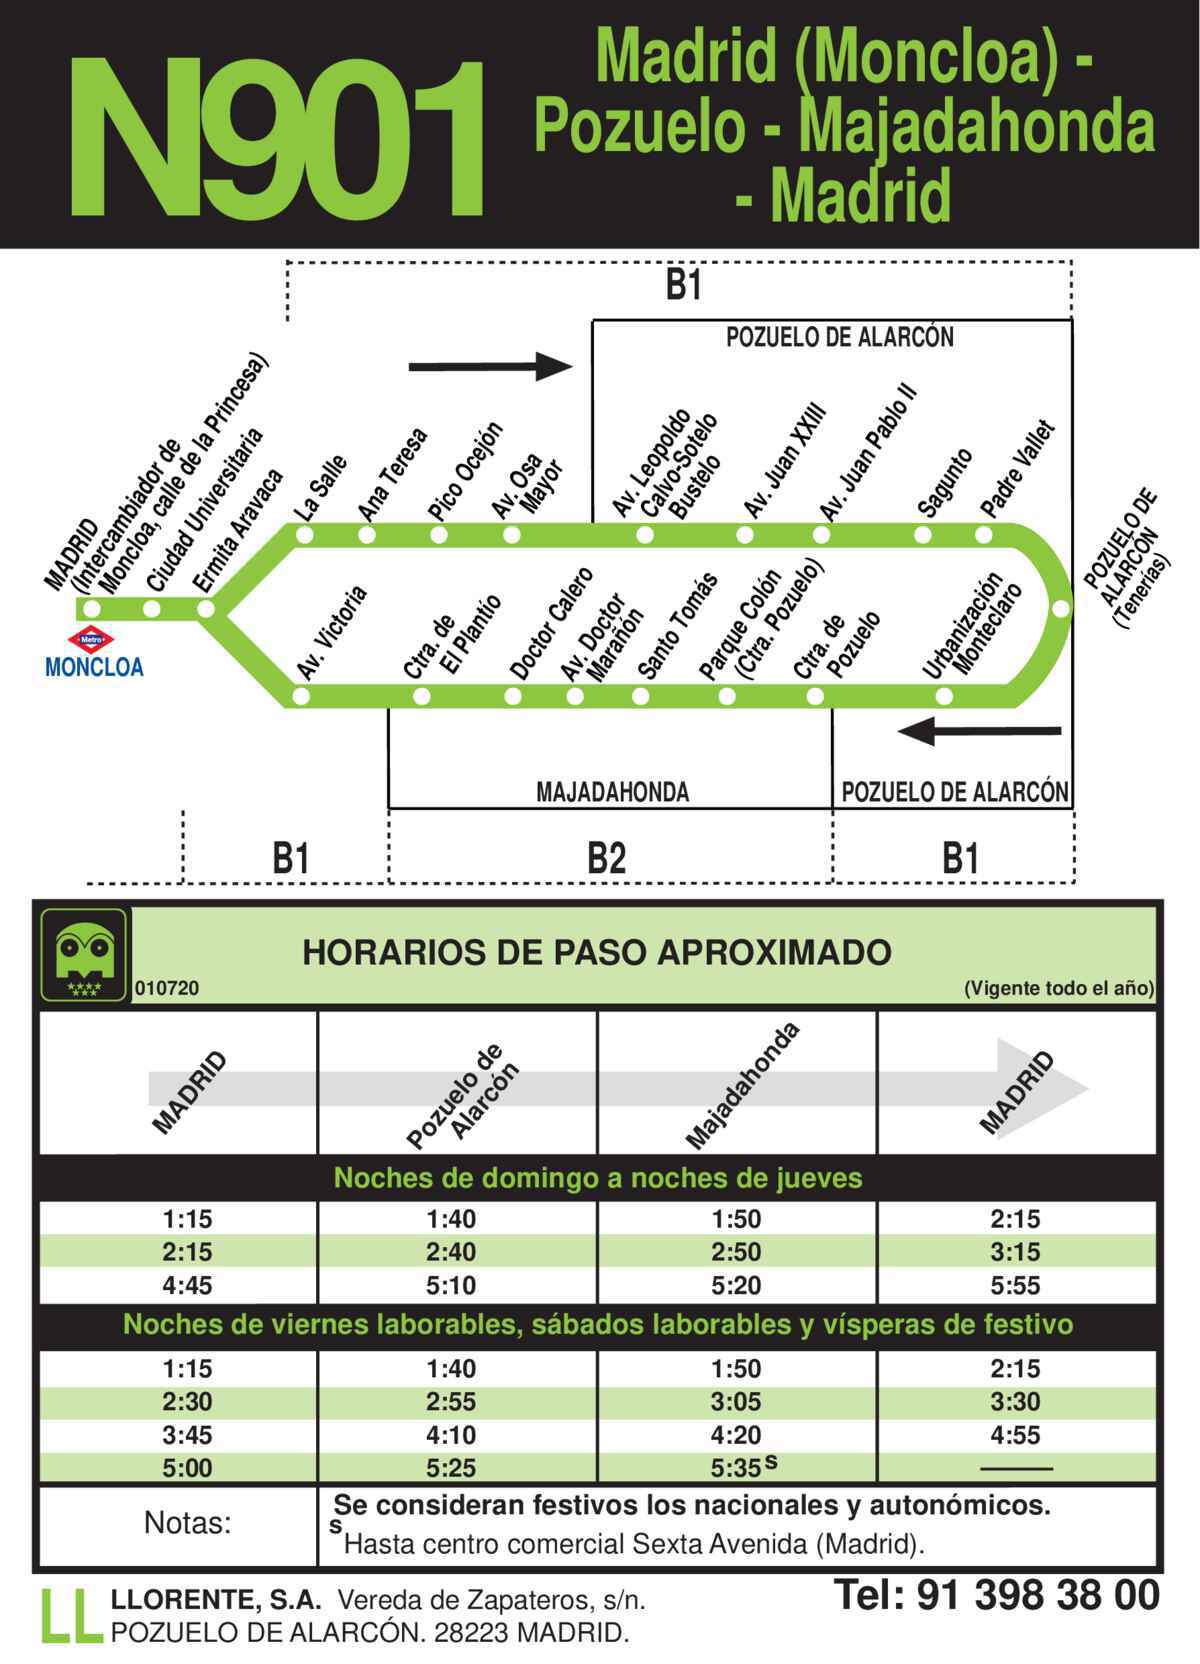 N901
Madrid (Moncloa) -
Pozuelo - Majadahonda
- Madrid
B1
POZUELO DE ALARCÓN
MADRID
(Intercambiador de
Moncloa, calle de la Princesa)
Ciudad Universitaria
Ermita Aravaca
La Salle
Ana Teresa
Pico Ocejón
Av. Osa
Mayor
Av. Leopoldo
Calvo-Sotelo
Bustelo
Av. Juan XXIII
Av. Juan Pablo II
Sagunto
Padre Vallet
POZUELO DE
ALARCÓN
(Tenerías)
Metro
MONCLOA
Av. Victoria
Ctra. de
El Plantío
Doctor Calero
Av. Doctor
Marañón
Santo Tomás
Parque Colón
(Ctra. Pozuelo)
Ctra. de
Pozuelo
Urbanización
Monteclaro
MAJADAHONDA
POZUELO DE ALARCÓN
B1
B2
B1
HORARIOS DE PASO APROXIMADO
010720
(Vigente todo el año)
MADRID
Pozuelo de
Alarcón
Majadahonda
MADRID
Noches de domingo a noches de jueves
1:15 1:40 1:50 2:15
2:15 2:40 2:50 3:15
4:45 5:10 5:20 5:55
Noches de viernes laborables, sábados laborables y vísperas de festivo
1:15 1:40 1:50 2:15
2:30 2:55 3:05 3:30
3:45 4:10 4:20 4:55
5:00 5:25 5:35 s ——
Notas:
Se consideran festivos los nacionales y autonómicos.
s Hasta centro comercial Sexta Avenida (Madrid).
LL
LLORENTE, S.A. Vereda de Zapateros, s/n.
POZUELO DE ALARCÓN. 28223 MADRID.
Tel: 91 398 38 00